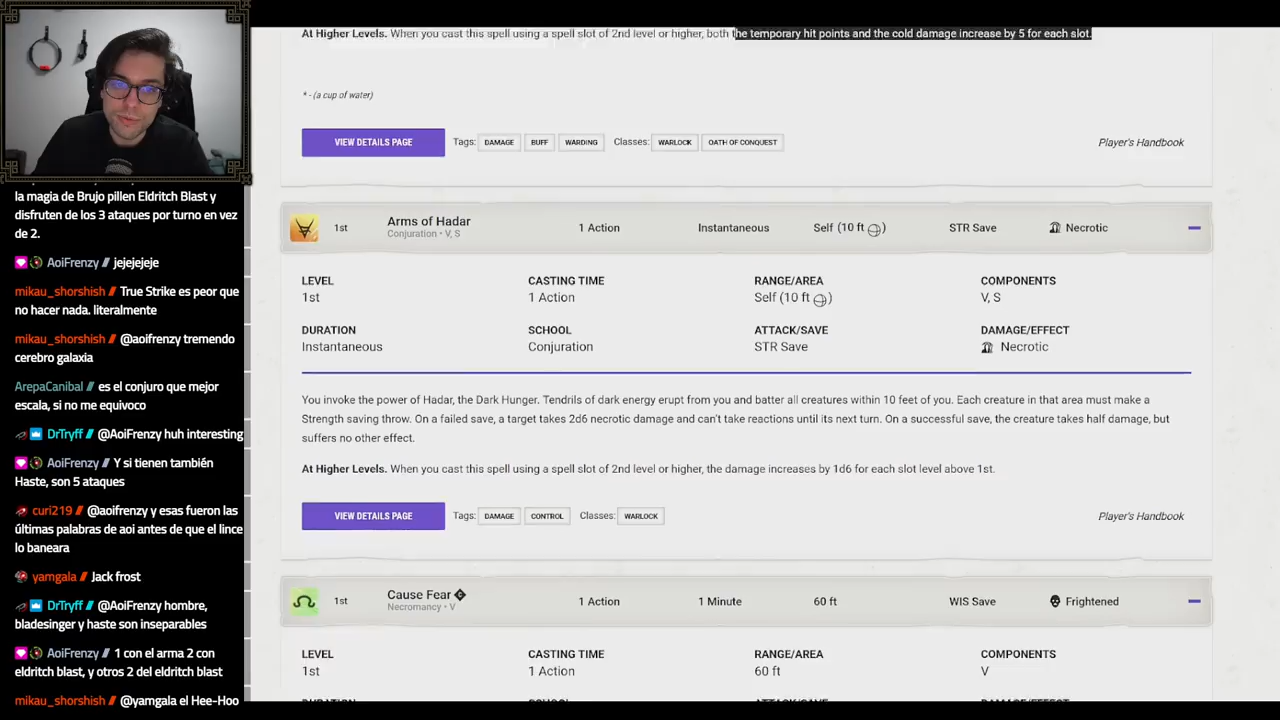 At Higher Levels. When you cast this spell using a spell slot of 2nd level or higher, both the temporary hit points and the cold damage increase by 5 for each slot.
* - (a cup of water)
VIEW DETAILS PAGE
Tags: DAMAGE BUFF WARDING Classes: WARLOCK OATH OF CONQUEST
Player's Handbook
1st
Arms of Hadar
Conjuration • V, S
1 Action
Instantaneous
Self (10 ft )
STR Save
Necrotic
LEVEL
1st
CASTING TIME
1 Action
RANGE/AREA
Self (10 ft )
COMPONENTS
V, S
DURATION
Instantaneous
SCHOOL
Conjuration
ATTACK/SAVE
STR Save
DAMAGE/EFFECT
Necrotic
You invoke the power of Hadar, the Dark Hunger. Tendrils of dark energy erupt from you and batter all creatures within 10 feet of you. Each creature in that area must make a
Strength saving throw. On a failed save, a target takes 2d6 necrotic damage and can't take reactions until its next turn. On a successful save, the creature takes half damage, but
suffers no other effect.
At Higher Levels. When you cast this spell using a spell slot of 2nd level or higher, the damage increases by 1d6 for each slot level above 1st.
VIEW DETAILS PAGE
Tags: DAMAGE CONTROL Classes: WARLOCK
Player's Handbook
1st
Cause Fear
Necromancy • V
1 Action
1 Minute
60 ft
WIS Save
Frightened
LEVEL
1st
CASTING TIME
1 Action
RANGE/AREA
60 ft
COMPONENTS
V
la magia de Brujo pillen Eldritch Blast y
disfruten de los 3 ataques por turno en vez
de 2.
AoiFrenzy // jejejejeje
mikau_shorshish // True Strike es peor que
no hacer nada. literalmente
mikau_shorshish // @aoifrenzy tremendo
cerebro galaxia
ArepaCanibal // es el conjuro que mejor
escala, si no me equivoco
DrTryff // @AoiFrenzy huh interesting
AoiFrenzy // Y si tienen también
Haste, son 5 ataques
curi219 // @aoifrenzy y esas fueron las
últimas palabras de aoi antes de que el lince
lo baneara
yamgala // Jack frost
DrTryff // @AoiFrenzy hombre,
bladesinger y haste son inseparables
AoiFrenzy // 1 con el arma 2 con
eldritch blast, y otros 2 del eldritch blast
mikau_shorshish // @yamgala el Hee-Hoo